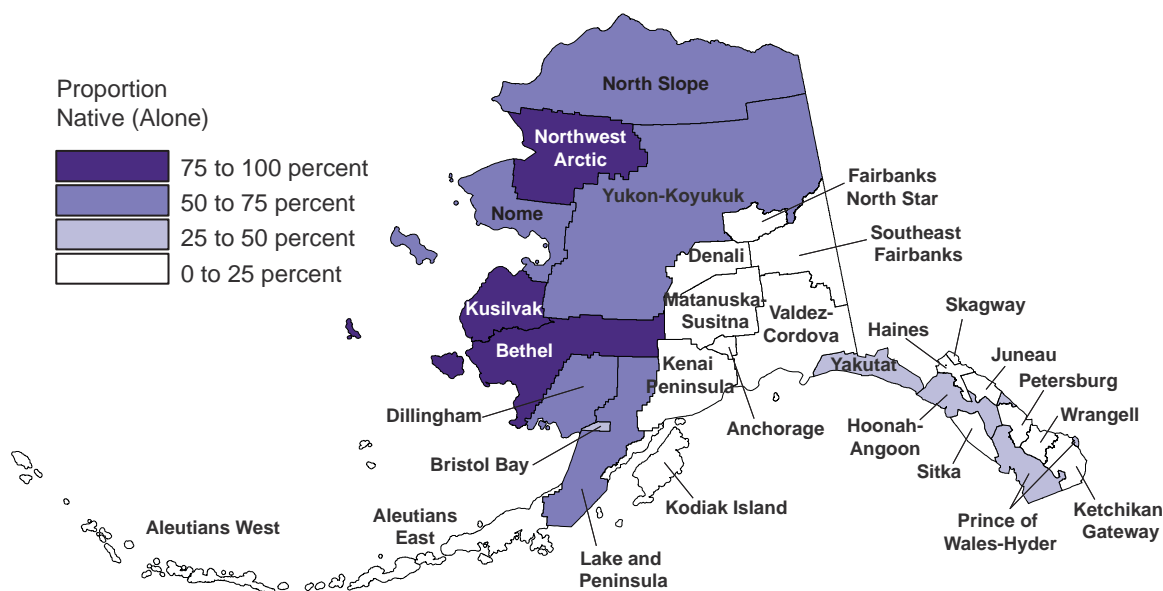 Proportion
Native (Alone)
75 to 100 percent
50 to 75 percent
25 to 50 percent
0 to 25 percent
North Slope
Northwest
Arctic
Yukon-Koyukuk
Fairbanks
North Star
Nome
Southeast
Fairbanks
Denali
Kusilvak
Matanuska-
Susitna
Valdez-
Cordova
Skagway
Haines
Bethel
Kenai
Peninsula
Yakutat
Juneau
Petersburg
Dillingham
Anchorage
Hoonah-
Angoon
Wrangell
Bristol Bay
Sitka
Kodiak Island
Aleutians West
Aleutians
East
Lake and
Peninsula
Prince of
Wales-Hyder
Ketchikan
Gateway